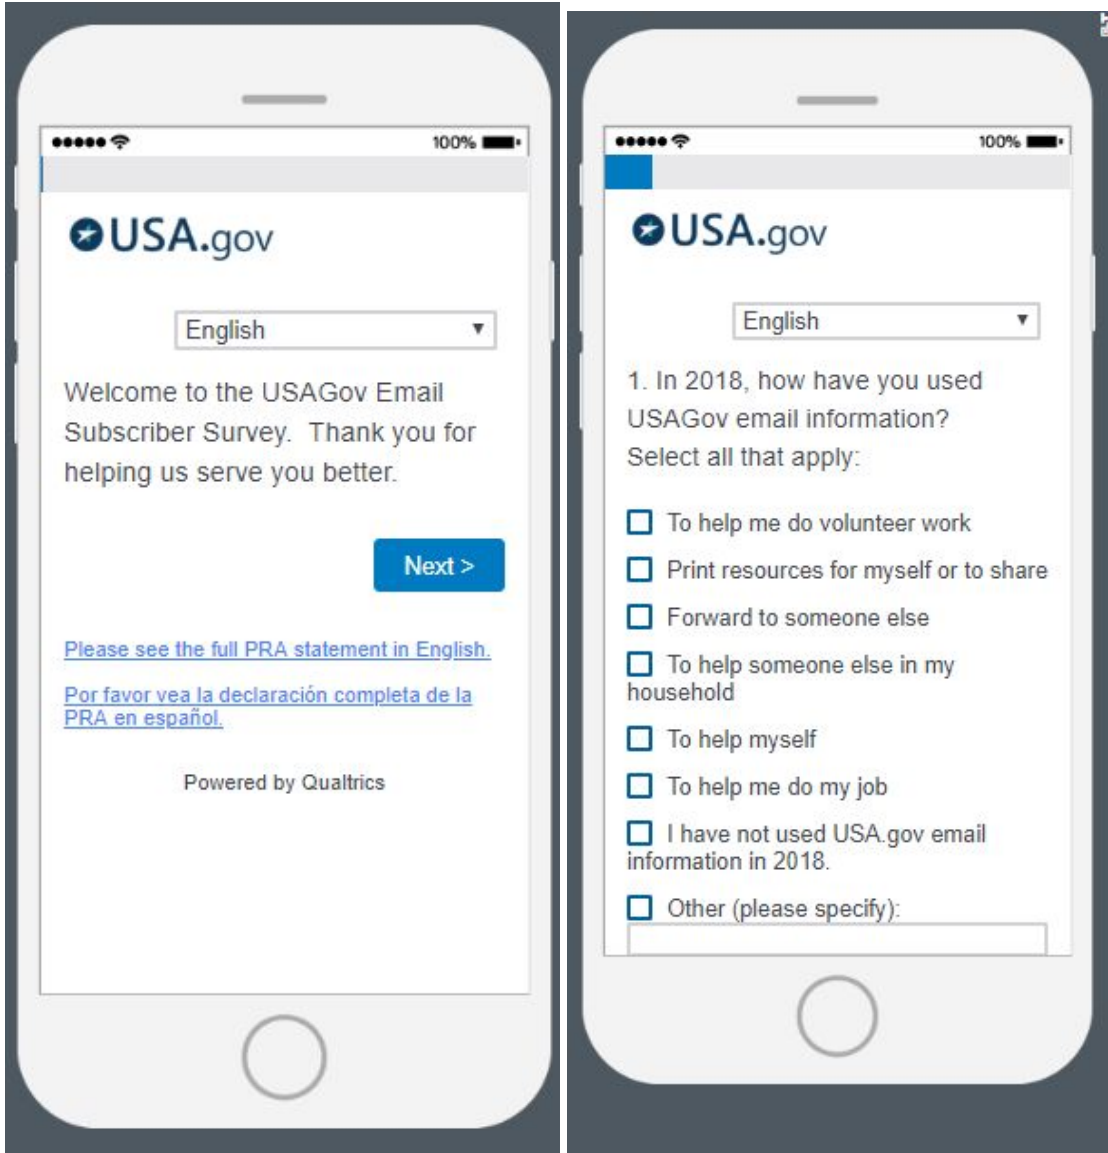 100%
USA.gov
English
Welcome to the USAGov Email
Subscriber Survey. Thank you for
helping us serve you better.
Next >
Please see the full PRA statement in English.
Por favor vea la declaración completa de la
PRA en español.
Powered by Qualtrics
100%
USA.gov
English
1. In 2018, how have you used
USAGov email information?
Select all that apply:
To help me do volunteer work
Print resources for myself or to share
Forward to someone else
To help someone else in my
household
To help myself
To help me do my job
I have not used USA.gov email
information in 2018.
Other (please specify):